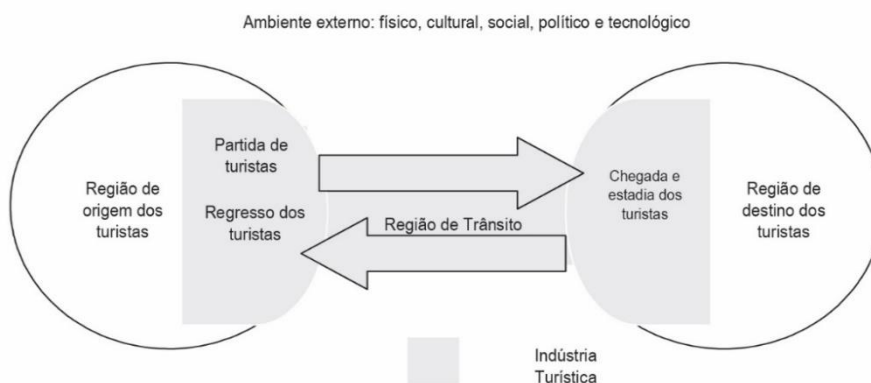 Ambiente externo: físico, cultural, social, político e tecnológico
Região de
origem dos
turistas
Partida de
turistas
Regresso dos
turistas
Região de Trânsito
Chegada e
estadia dos
turistas
Região de
destino dos
turistas
Indústria
Turística